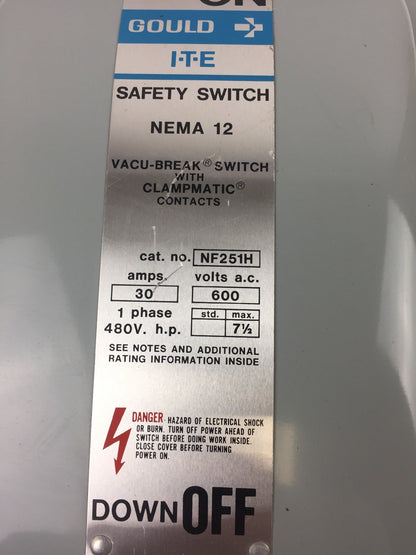 ON
GOULD
I-T-E
SAFETY SWITCH
NEMA 12
VACU-BREAK® SWITCH
WITH
CLAMPMATIC®
CONTACTS
cat. no. NF251H
amps. volts a.c.
30 600
1 phase std. max.
480V. h.p. 7½
SEE NOTES AND ADDITIONAL
RATING INFORMATION INSIDE
DANGER- HAZARD OF ELECTRICAL SHOCK
OR BURN. TURN OFF POWER AHEAD OF
SWITCH BEFORE DOING WORK INSIDE.
CLOSE COVER BEFORE TURNING
POWER ON.
DOWN OFF